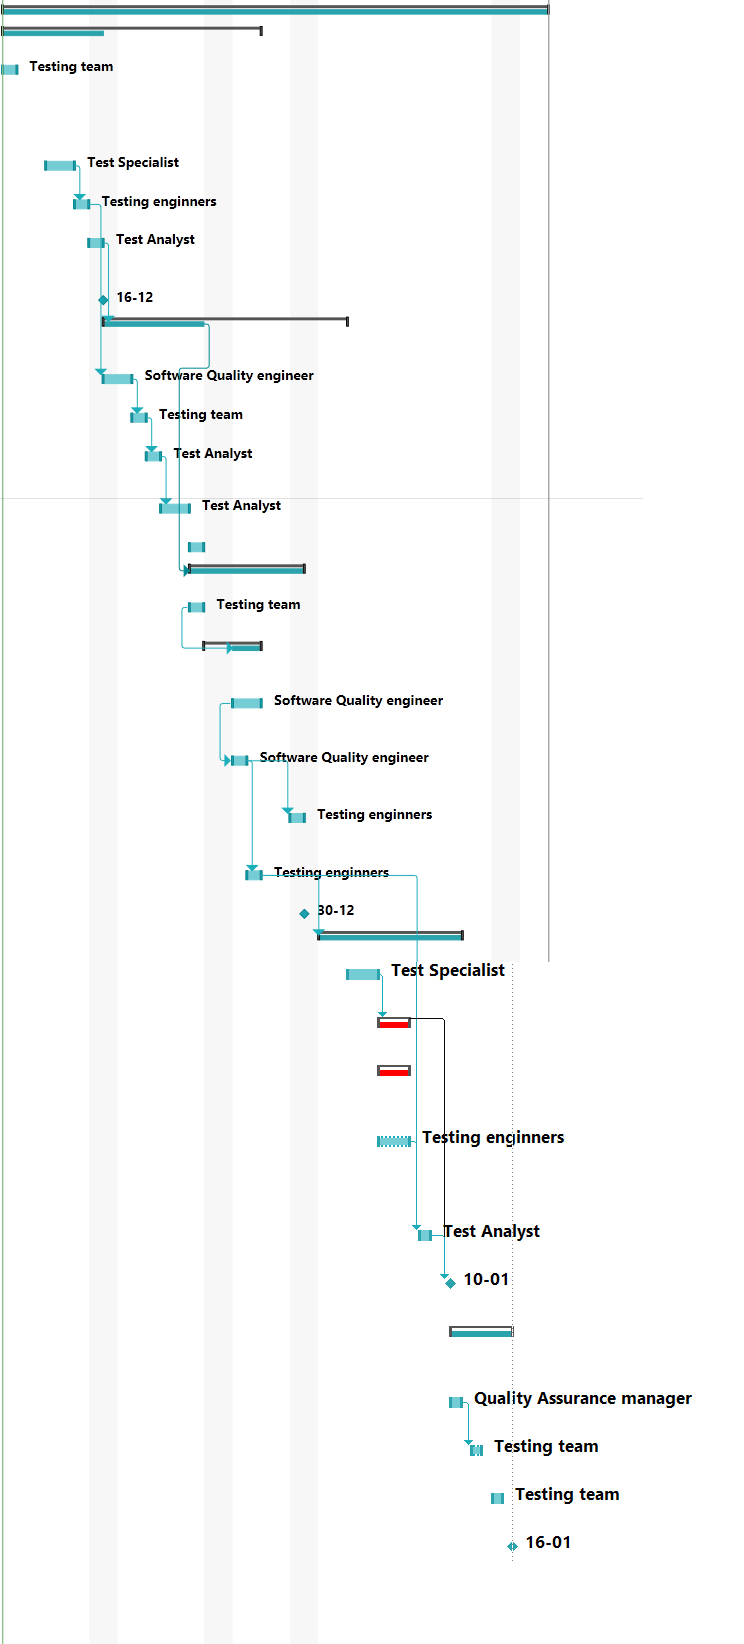 Testing team
Test Specialist
Testing enginners
Test Analyst
16-12
Software Quality engineer
Testing team
Test Analyst
Test Analyst
Testing team
Software Quality engineer
Software Quality engineer
Testing enginners
Testing enginners
30-12
Test Specialist
Testing enginners
Test Analyst
10-01
Quality Assurance manager
Testing team
Testing team
16-01